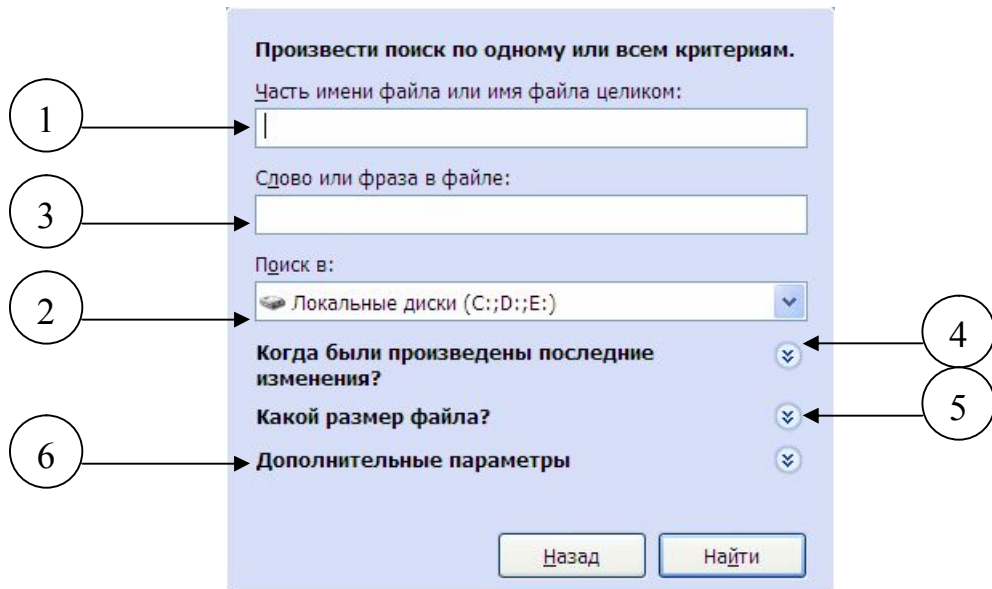 Произвести поиск по одному или всем критериям.
Часть имени файла или имя файла целиком:
1
Слово или фраза в файле:
3
Поиск в:
2
Локальные диски (C:;D:;E:)
Когда были произведены последние
изменения?
4
Какой размер файла?
5
6
Дополнительные параметры
Назад
Найти